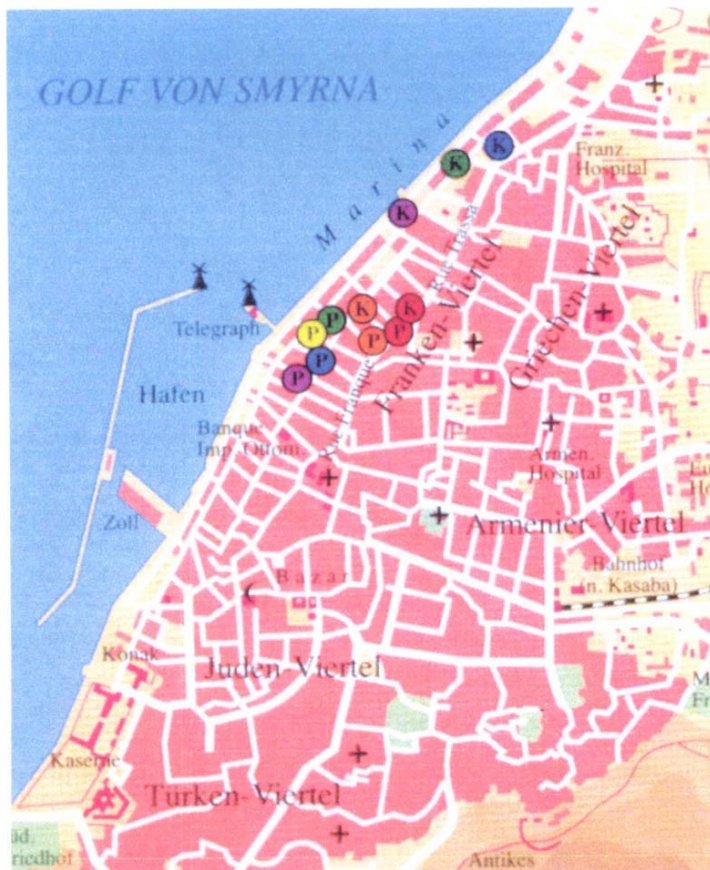 GOLF VON SMYRNA
Marina
K
K
K
Franz.
Hospital
Rue Trassa
Franken-Viertel
Griechen-Viertel
Telegraph
P
P
K
K
P
P
P
P
Hafen
Rue Franque
Banque
Imp. Ottom.
Armen.
Hospital
Zoll
Armenier-Viertel
Bahnhof
(n. Kasaba)
Bazar
Konak
Juden-Viertel
Kaserne
Türken-Viertel
Antikes